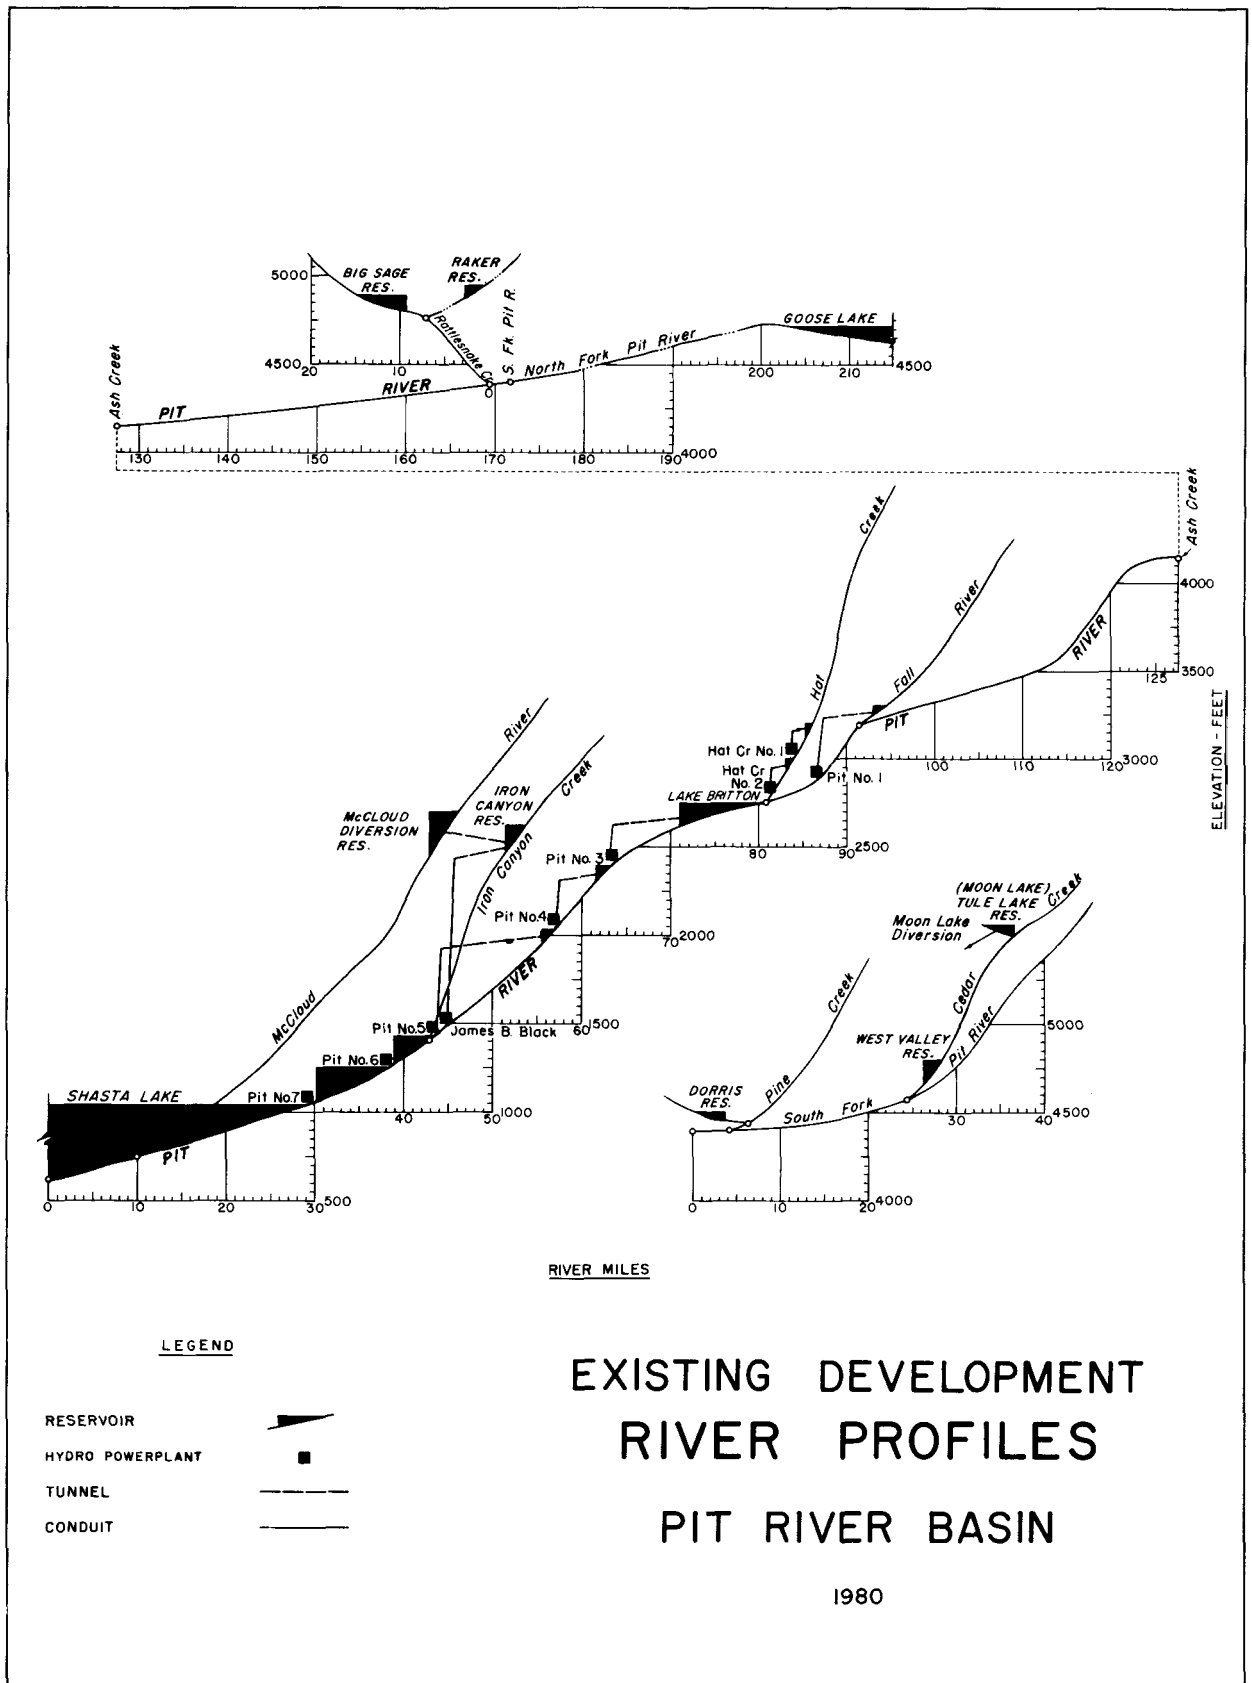 5000
BIG SAGE
RES.
RAKER
RES.
S. Fk. Pit R.
GOOSE LAKE
Rattlesnake Cr.
4500
20
10
0
North Fork Pit River
200
210
4500
Ash Creek
PIT RIVER
130
140
150
160
170
180
190
4000
Hat Creek
Ash Creek
4000
Fall River
PIT RIVER
125
3500
ELEVATION - FEET
McCloud River
Iron Canyon Creek
Hat Cr No. 1
Hat Cr
No. 2
Pit No. 1
100
110
120
3000
LAKE BRITTON
IRON
CANYON
RES.
McCLOUD
DIVERSION
RES.
Pit No. 3
80
90
2500
Pit No.4
70
2000
RIVER
(MOON LAKE)
TULE LAKE
RES.
Moon Lake
Diversion
Cedar Creek
Pine Creek
Pit No.5
James B. Black
60
1500
Pit No.6
5000
WEST VALLEY
RES.
South Fork Pit River
SHASTA LAKE
Pit No.7
40
50
1000
DORRIS
RES.
30
40
4500
PIT
0
10
20
30
500
0
10
20
4000
RIVER MILES
LEGEND
RESERVOIR
HYDRO POWERPLANT
TUNNEL
CONDUIT
EXISTING DEVELOPMENT
RIVER PROFILES
PIT RIVER BASIN
1980